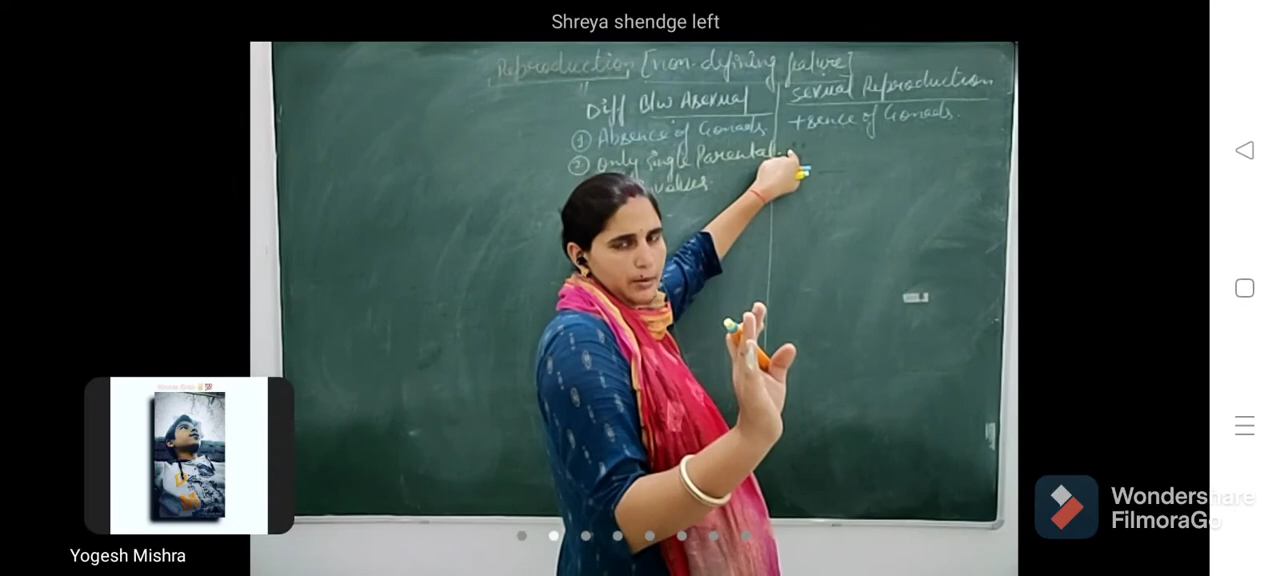 Shreya shendge left
Reproduction [non-defining feature]
Diff B/w Asexual
sexual Reproduction
① Absence of Gonads.
+sence of Gonads.
② Only single Parental
Yogesh Mishra
Wondershare
FilmoraGo